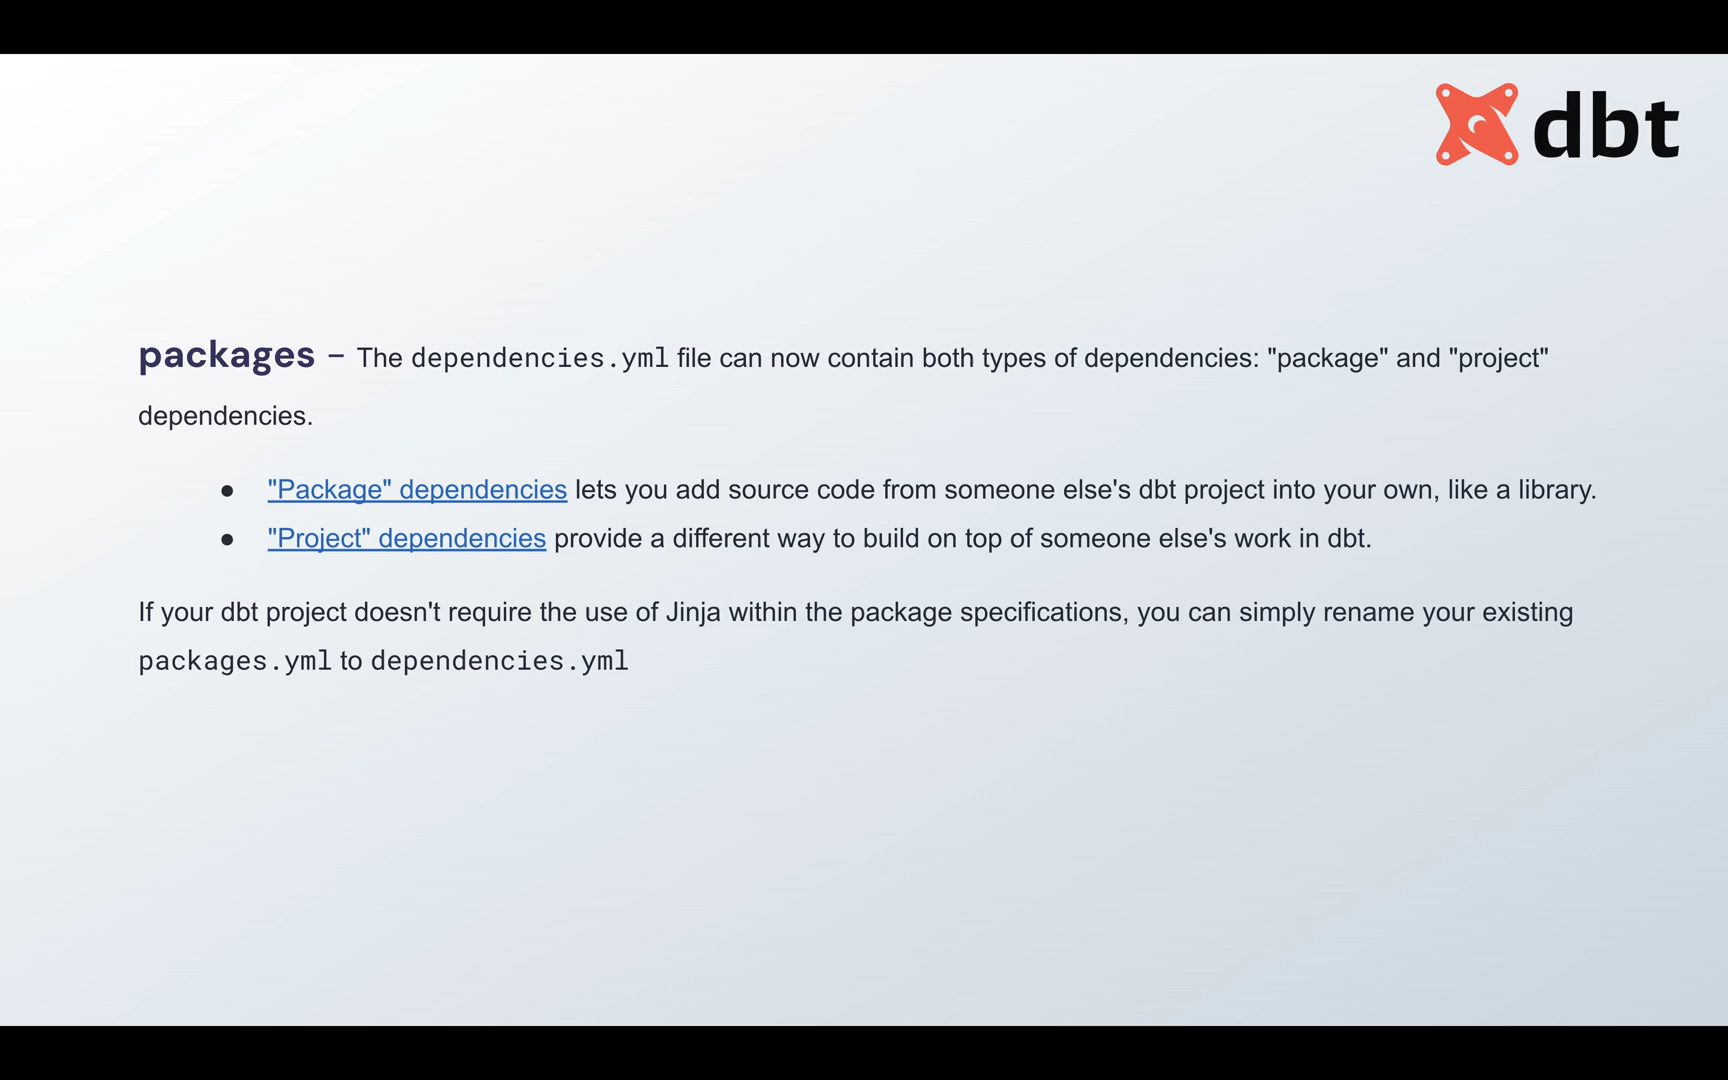 dbt
packages – The dependencies.yml file can now contain both types of dependencies: "package" and "project"
dependencies.
● "Package" dependencies lets you add source code from someone else's dbt project into your own, like a library.
● "Project" dependencies provide a different way to build on top of someone else's work in dbt.
If your dbt project doesn't require the use of Jinja within the package specifications, you can simply rename your existing
packages.yml to dependencies.yml